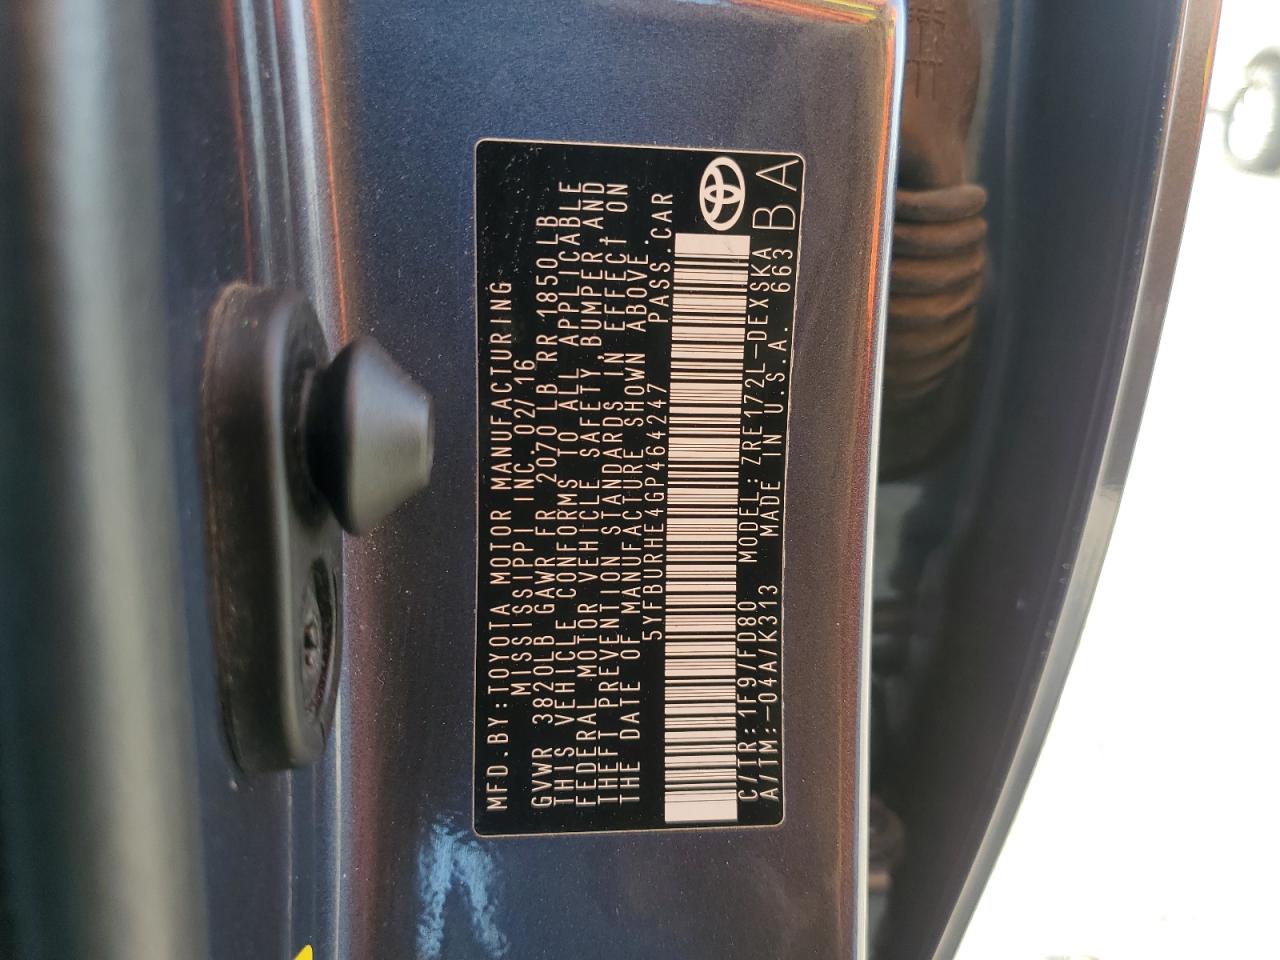 MFD.BY:TOYOTA MOTOR MANUFACTURING
MISSISSIPPI INC. 02/16
GVWR 3820LB GAWR FR 2070 LB RR 1850LB
THIS VEHICLE CONFORMS TO ALL APPLICABLE
FEDERAL MOTOR VEHICLE SAFETY, BUMPER, AND
THEFT PREVENTION STANDARDS IN EFFECT ON
THE DATE OF MANUFACTURE SHOWN ABOVE.
5YFBURHE4GP464247 PASS.CAR
C/TR:1F9/FD80 MODEL:ZRE172L-DEXSKA
A/TM:-04A/K313 MADE IN U.S.A. 663
BA